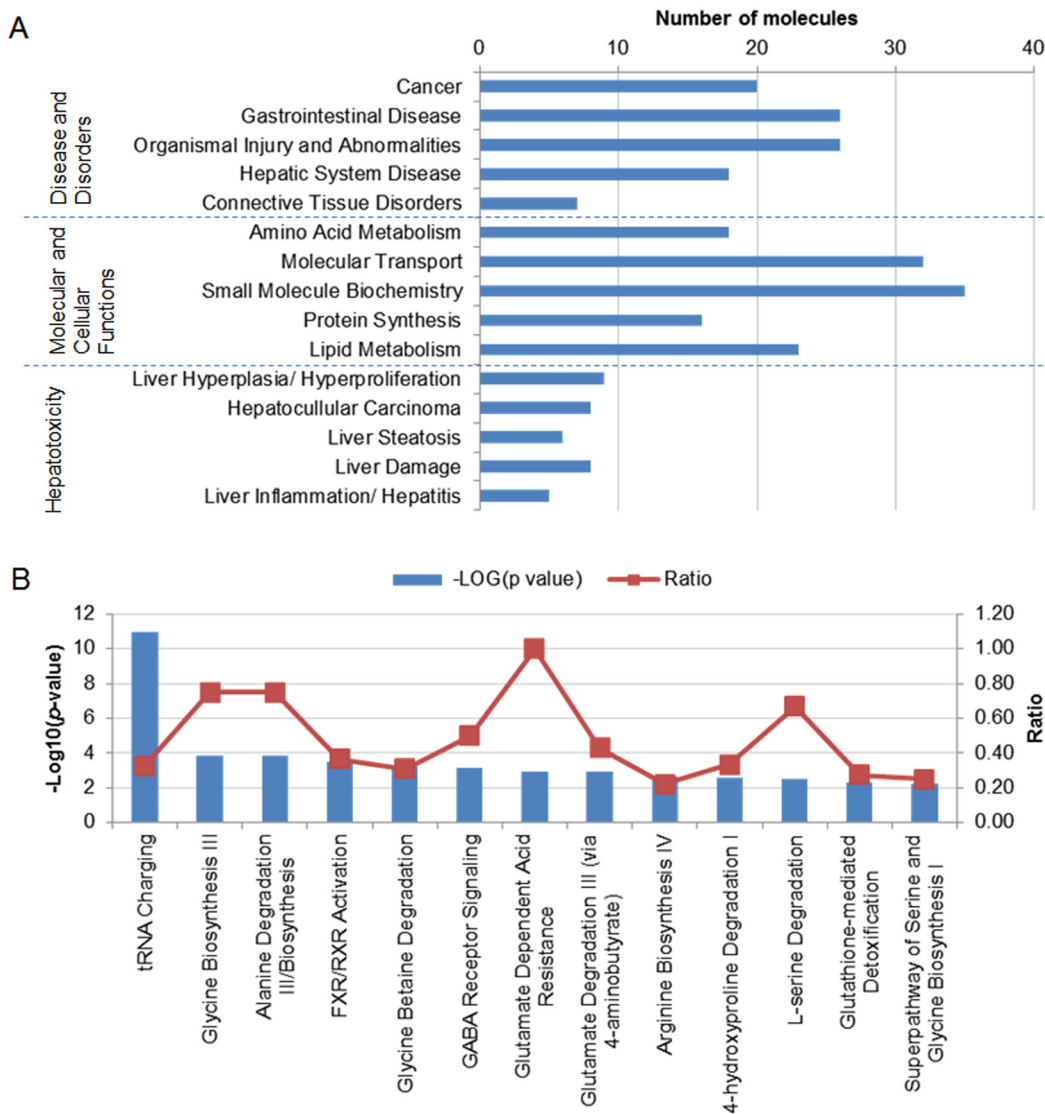 A
Number of molecules
0 10 20 30 40
Disease and
Disorders
Cancer
Gastrointestinal Disease
Organismal Injury and Abnormalities
Hepatic System Disease
Connective Tissue Disorders
Molecular and
Cellular
Functions
Amino Acid Metabolism
Molecular Transport
Small Molecule Biochemistry
Protein Synthesis
Lipid Metabolism
Hepatotoxicity
Liver Hyperplasia/ Hyperproliferation
Hepatocullular Carcinoma
Liver Steatosis
Liver Damage
Liver Inflammation/ Hepatitis
B
-LOG(p value)
Ratio
-Log10(p-value)
12
10
8
6
4
2
0
1.20
1.00
0.80
0.60
0.40
0.20
0.00
Ratio
tRNA Charging
Glycine Biosynthesis III
Alanine Degradation
III/Biosynthesis
FXR/RXR Activation
Glycine Betaine Degradation
GABA Receptor Signaling
Glutamate Dependent Acid
Resistance
Glutamate Degradation III (via
4-aminobutyrate)
Arginine Biosynthesis IV
4-hydroxyproline Degradation I
L-serine Degradation
Glutathione-mediated
Detoxification
Superpathway of Serine and
Glycine Biosynthesis I